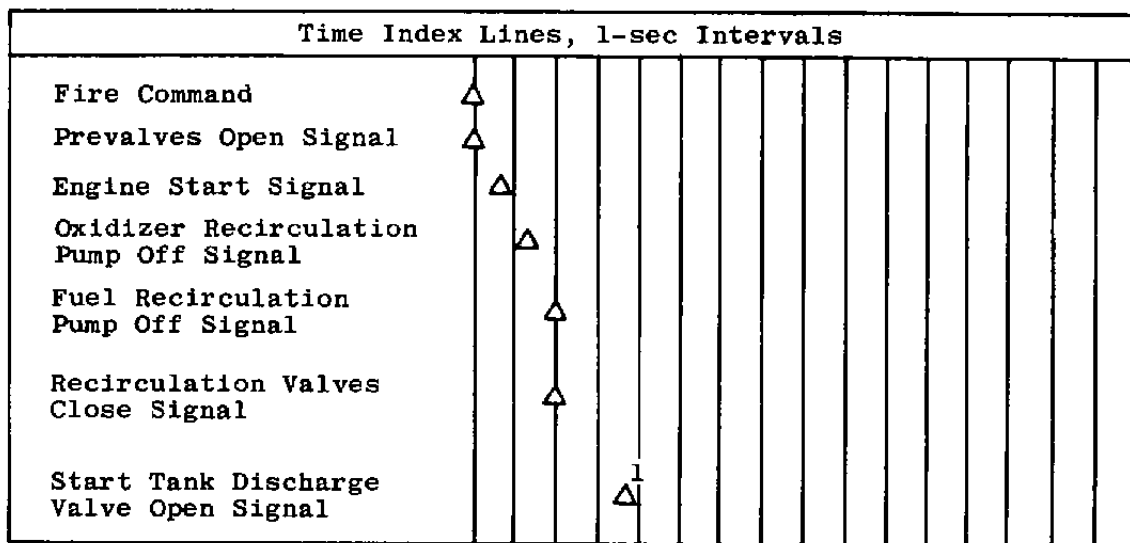 Time Index Lines, 1-sec Intervals
Fire Command
Prevalves Open Signal
Engine Start Signal
Oxidizer Recirculation
Pump Off Signal
Fuel Recirculation
Pump Off Signal
Recirculation Valves
Close Signal
1
Start Tank Discharge
Valve Open Signal